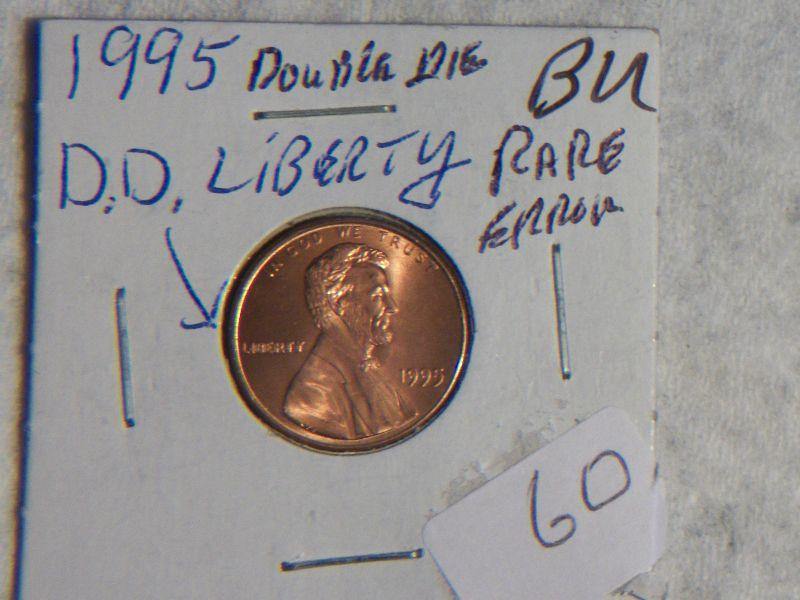 1995 DOUBLE DIE BU
D.D. LIBERTY RARE
ERROR
IN GOD WE TRUST
LIBERTY
1995
60